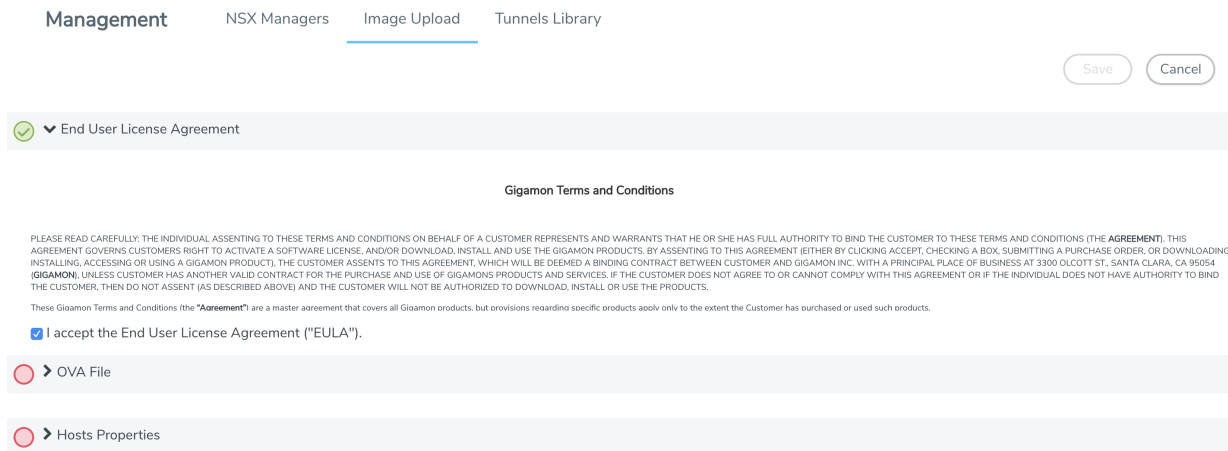 Management NSX Managers Image Upload Tunnels Library
Save Cancel
End User License Agreement
Gigamon Terms and Conditions
PLEASE READ CAREFULLY: THE INDIVIDUAL ASSENTING TO THESE TERMS AND CONDITIONS ON BEHALF OF A CUSTOMER REPRESENTS AND WARRANTS THAT HE OR SHE HAS FULL AUTHORITY TO BIND THE CUSTOMER TO THESE TERMS AND CONDITIONS (THE AGREEMENT). THIS
AGREEMENT GOVERNS CUSTOMERS RIGHT TO ACTIVATE A SOFTWARE LICENSE, AND/OR DOWNLOAD, INSTALL AND USE THE GIGAMON PRODUCTS. BY ASSENTING TO THIS AGREEMENT (EITHER BY CLICKING ACCEPT, CHECKING A BOX, SUBMITTING A PURCHASE ORDER, OR DOWNLOADING
INSTALLING, ACCESSING OR USING A GIGAMON PRODUCT), THE CUSTOMER ASSENTS TO THIS AGREEMENT, WHICH WILL BE DEEMED A BINDING CONTRACT BETWEEN CUSTOMER AND GIGAMON INC. WITH A PRINCIPAL PLACE OF BUSINESS AT 3300 OLCOTT ST., SANTA CLARA, CA 95054
(GIGAMON), UNLESS CUSTOMER HAS ANOTHER VALID CONTRACT FOR THE PURCHASE AND USE OF GIGAMONS PRODUCTS AND SERVICES. IF THE CUSTOMER DOES NOT AGREE TO OR CANNOT COMPLY WITH THIS AGREEMENT OR IF THE INDIVIDUAL DOES NOT HAVE AUTHORITY TO BIND
THE CUSTOMER, THEN DO NOT ASSENT (AS DESCRIBED ABOVE) AND THE CUSTOMER WILL NOT BE AUTHORIZED TO DOWNLOAD, INSTALL OR USE THE PRODUCTS.
These Gigamon Terms and Conditions (the "Agreement") are a master agreement that covers all Gigamon products, but provisions regarding specific products apply only to the extent the Customer has purchased or used such products.
I accept the End User License Agreement ("EULA").
OVA File
Hosts Properties